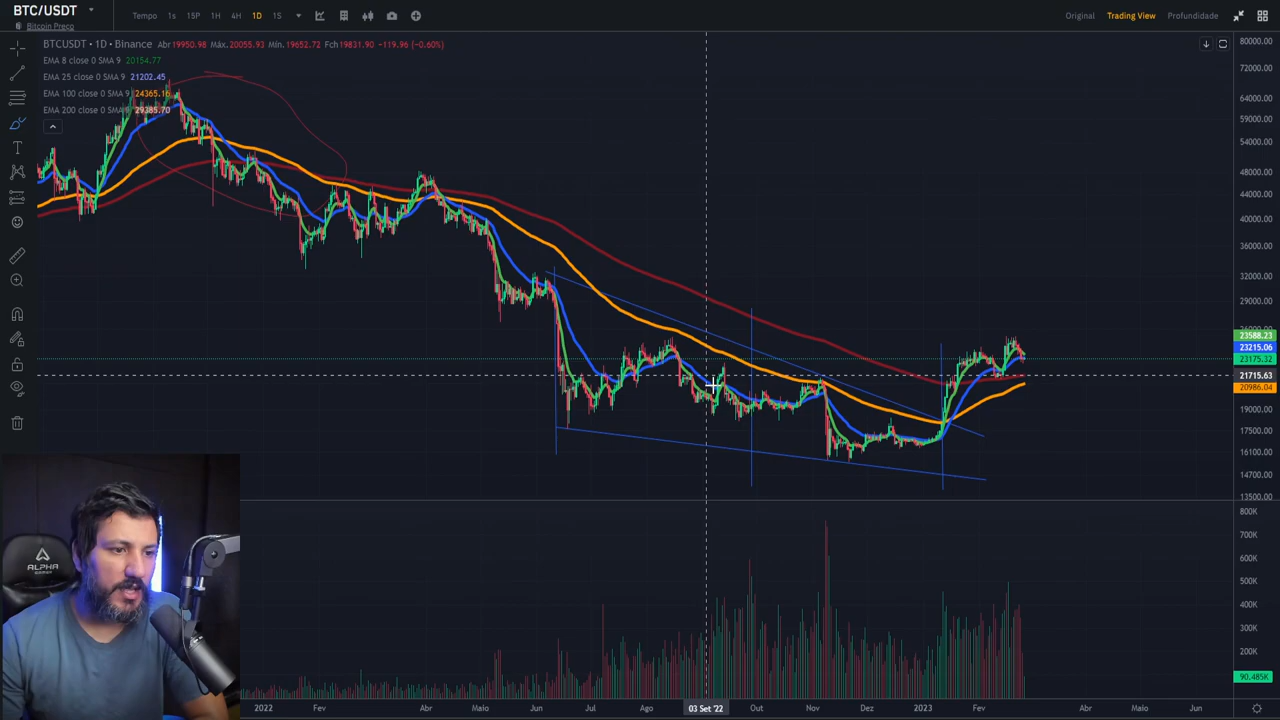 BTC/USDT
Bitcoin Preço
Tempo 1s 15P 1H 4H 1D 1S
Original Trading View Profundidade
BTCUSDT • 1D • Binance Abr19950.98 Máx.20055.93 Mín.19652.72 Fch19831.90 −119.96 (−0.60%)
EMA 8 close 0 SMA 9 20154.77
EMA 25 close 0 SMA 9 21202.45
EMA 100 close 0 SMA 9 24365.16
EMA 200 close 0 SMA 9 29385.70
80000.00
72000.00
64000.00
59000.00
54000.00
48000.00
44000.00
40000.00
36000.00
32000.00
29000.00
26000.00
23588.23
23215.06
23175.32
21715.63
20986.04
19000.00
17500.00
16100.00
14700.00
13500.00
800K
700K
600K
500K
400K
300K
200K
90.485K
2022 Fev Abr Maio Jun Jul Ago 03 Set '22 Out Nov Dez 2023 Fev Abr Jun
ALPHA
GAMER